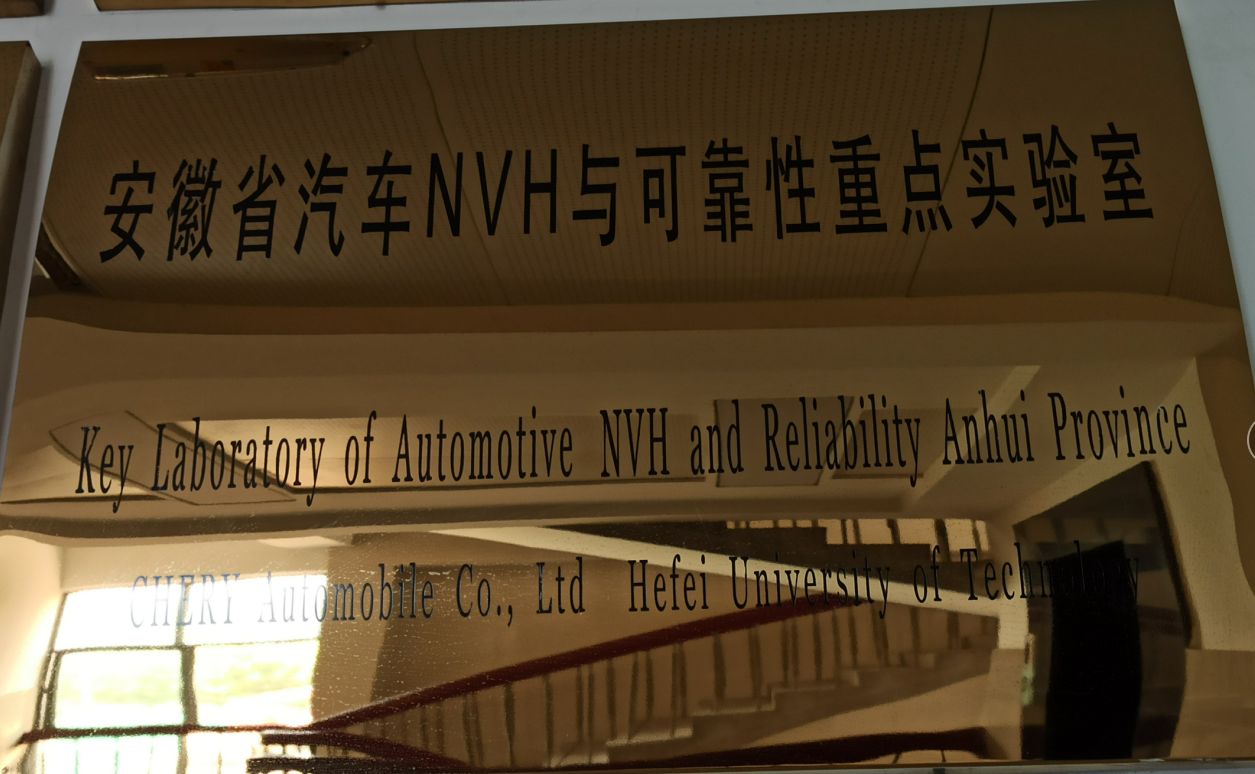 安徽省汽车NVH与可靠性重点实验室
Key Laboratory of Automotive NVH and Reliability Anhui Province
CHERY Automobile Co., Ltd Hefei University of Technology